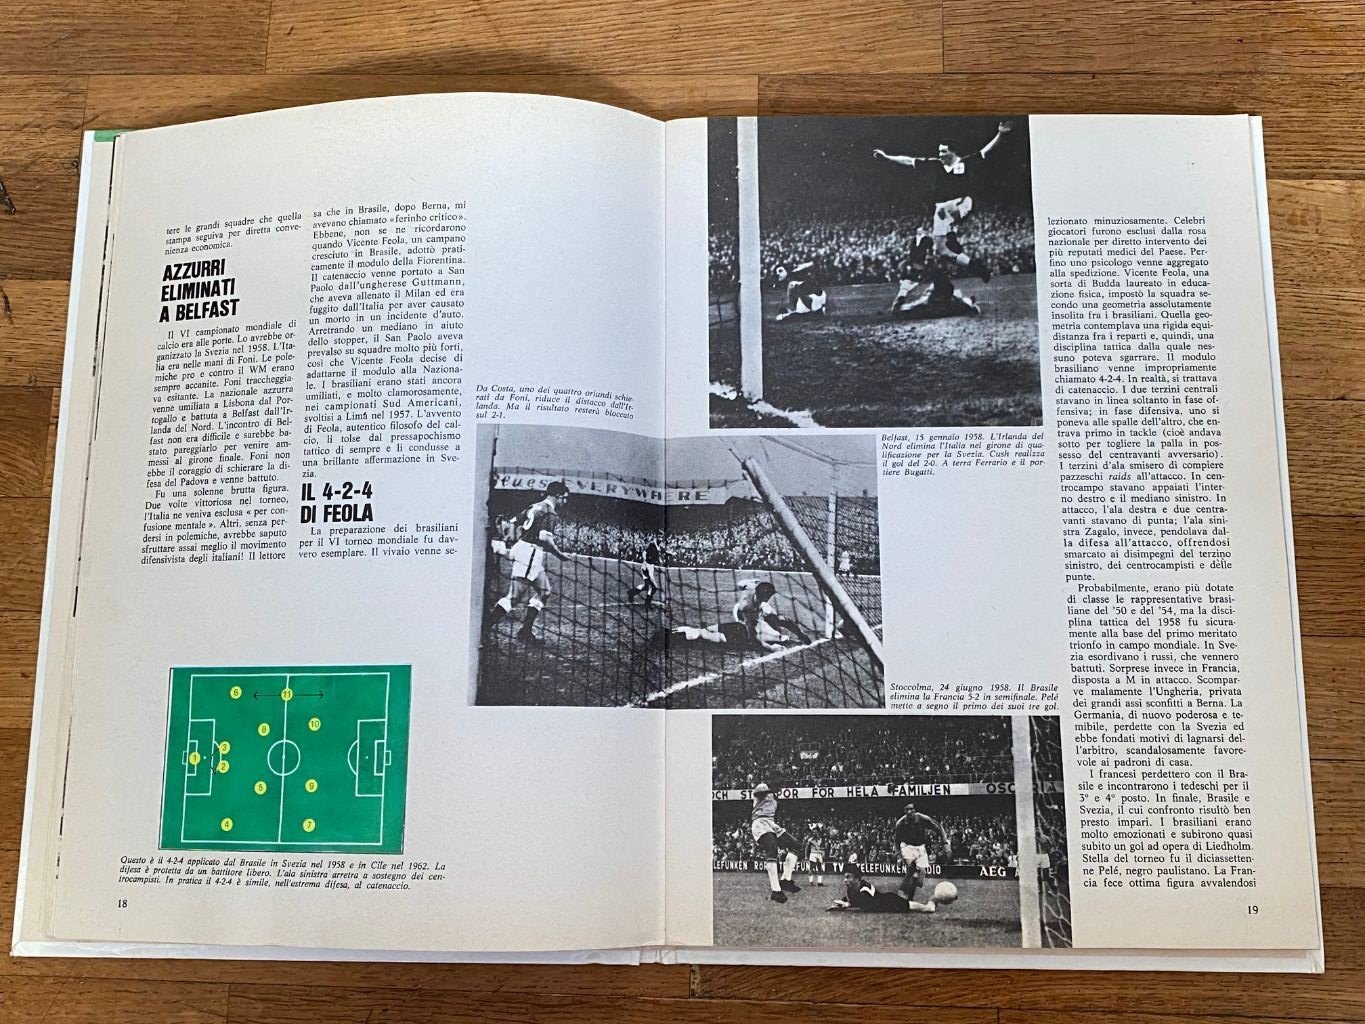 tere le grandi squadre che quella
stampa seguiva per diretta conve-
nienza economica.
AZZURRI
ELIMINATI
A BELFAST
Il VI campionato mondiale di
calcio era alle porte. Lo avrebbe or-
ganizzato la Svezia nel 1958. L'Ita-
lia era nelle mani di Foni. Le pole-
miche pro e contro il WM erano
sempre accanite. Foni traccheggia-
va esitante. La nazionale azzurra
venne umiliata a Lisbona dal Por-
togallo e battuta a Belfast dall'Ir-
landa del Nord. L'incontro di Bel-
fast non era difficile e sarebbe ba-
stato pareggiarlo per venire am-
messi al girone finale. Foni non
ebbe il coraggio di schierare la di-
fesa del Padova e venne battuto.
Fu una solenne brutta figura.
Due volte vittoriosa nel torneo,
l'Italia ne veniva esclusa « per con-
fusione mentale ». Altri, senza per-
dersi in polemiche, avrebbe saputo
sfruttare assai meglio il movimento
difensivista degli italiani! Il lettore
sa che in Brasile, dopo Berna, mi
avevano chiamato «ferinho critico».
Ebbene, non se ne ricordarono
quando Vicente Feola, un campano
cresciuto in Brasile, adottò prati-
camente il modulo della Fiorentina.
Il catenaccio venne portato a San
Paolo dall'ungherese Guttmann,
che aveva allenato il Milan ed era
fuggito dall'Italia per aver causato
un morto in un incidente d'auto.
Arretrando un mediano in aiuto
dello stopper, il San Paolo aveva
prevalso su squadre molto più forti,
così che Vicente Feola decise di
adattarne il modulo alla Naziona-
le. I brasiliani erano stati ancora
umiliati, e molto clamorosamente,
nei campionati Sud Americani,
svoltisi a Lima nel 1957. L'avvento
di Feola, autentico filosofo del cal-
cio, li tolse dal pressapochismo
tattico di sempre e li condusse a
una brillante affermazione in Sve-
zia.
IL 4-2-4
DI FEOLA
La preparazione dei brasiliani
per il VI torneo mondiale fu dav-
vero esemplare. Il vivaio venne se-
6
11
8
10
3
1
2
5
9
4
7
Questo è il 4-2-4 applicato dal Brasile in Svezia nel 1958 e in Cile nel 1962. La
difesa è protetta da un battitore libero. L'ala sinistra arretra a sostegno dei cen-
trocampisti. In pratica il 4-2-4 è simile, nell'estrema difesa, al catenaccio.
18
Da Costa, uno dei quattro oriundi schie-
rati da Foni, riduce il distacco dall'Ir-
landa. Ma il risultato resterà bloccato
sul 2-1.
Blues EVERYWHERE
Belfast, 15 gennaio 1958. L'Irlanda del
Nord elimina l'Italia nel girone di qua-
lificazione per la Svezia. Cush realizza
il gol del 2-0. A terra Ferrario e il por-
tiere Bugatti.
Stoccolma, 24 giugno 1958. Il Brasile
elimina la Francia 5-2 in semifinale. Pelé
mette a segno il primo dei suoi tre gol.
OCH STOR POR FÖR HELA FAMILJEN
OSCARIA
TELEFUNKEN
TV
TELEFUNKEN
RADIO
AEG
lezionato minuziosamente. Celebri
giocatori furono esclusi dalla rosa
nazionale per diretto intervento dei
più reputati medici del Paese. Per-
fino uno psicologo venne aggregato
alla spedizione. Vicente Feola, una
sorta di Budda laureato in educa-
zione fisica, impostò la squadra se-
condo una geometria assolutamente
insolita fra i brasiliani. Quella geo-
metria contemplava una rigida equi-
distanza fra i reparti e, quindi, una
disciplina tattica dalla quale nes-
suno poteva sgarrare. Il modulo
brasiliano venne impropriamente
chiamato 4-2-4. In realtà, si trattava
di catenaccio. I due terzini centrali
stavano in linea soltanto in fase of-
fensiva; in fase difensiva, uno si
poneva alle spalle dell'altro, che en-
trava primo in tackle (cioè andava
sotto per togliere la palla in pos-
sesso del centravanti avversario).
I terzini d'ala smisero di compiere
pazzeschi raids all'attacco. In cen-
trocampo stavano appaiati l'inter-
no destro e il mediano sinistro. In
attacco, l'ala destra e due centra-
vanti stavano di punta; l'ala sini-
stra Zagalo, invece, pendolava dal-
la difesa all'attacco, offrendosi
smarcato ai disimpegni del terzino
sinistro, dei centrocampisti e delle
punte.
Probabilmente, erano più dotate
di classe le rappresentative brasi-
liane del '50 e del '54, ma la disci-
plina tattica del 1958 fu sicura-
mente alla base del primo meritato
trionfo in campo mondiale. In Sve-
zia esordivano i russi, che vennero
battuti. Sorprese invece in Francia,
disposta a M in attacco. Scompar-
ve malamente l'Ungheria, privata
dei grandi assi sconfitti a Berna. La
Germania, di nuovo poderosa e te-
mibile, perdette con la Svezia ed
ebbe fondati motivi di lagnarsi del-
l'arbitro, scandalosamente favore-
vole ai padroni di casa.
I francesi perdettero con il Bra-
sile e incontrarono i tedeschi per il
3° e 4° posto. In finale, Brasile e
Svezia, il cui confronto risultò ben
presto impari. I brasiliani erano
molto emozionati e subirono quasi
subito un gol ad opera di Liedholm.
Stella del torneo fu il diciassetten-
ne Pelé, negro paulistano. La Fran-
cia fece ottima figura avvalendosi
19